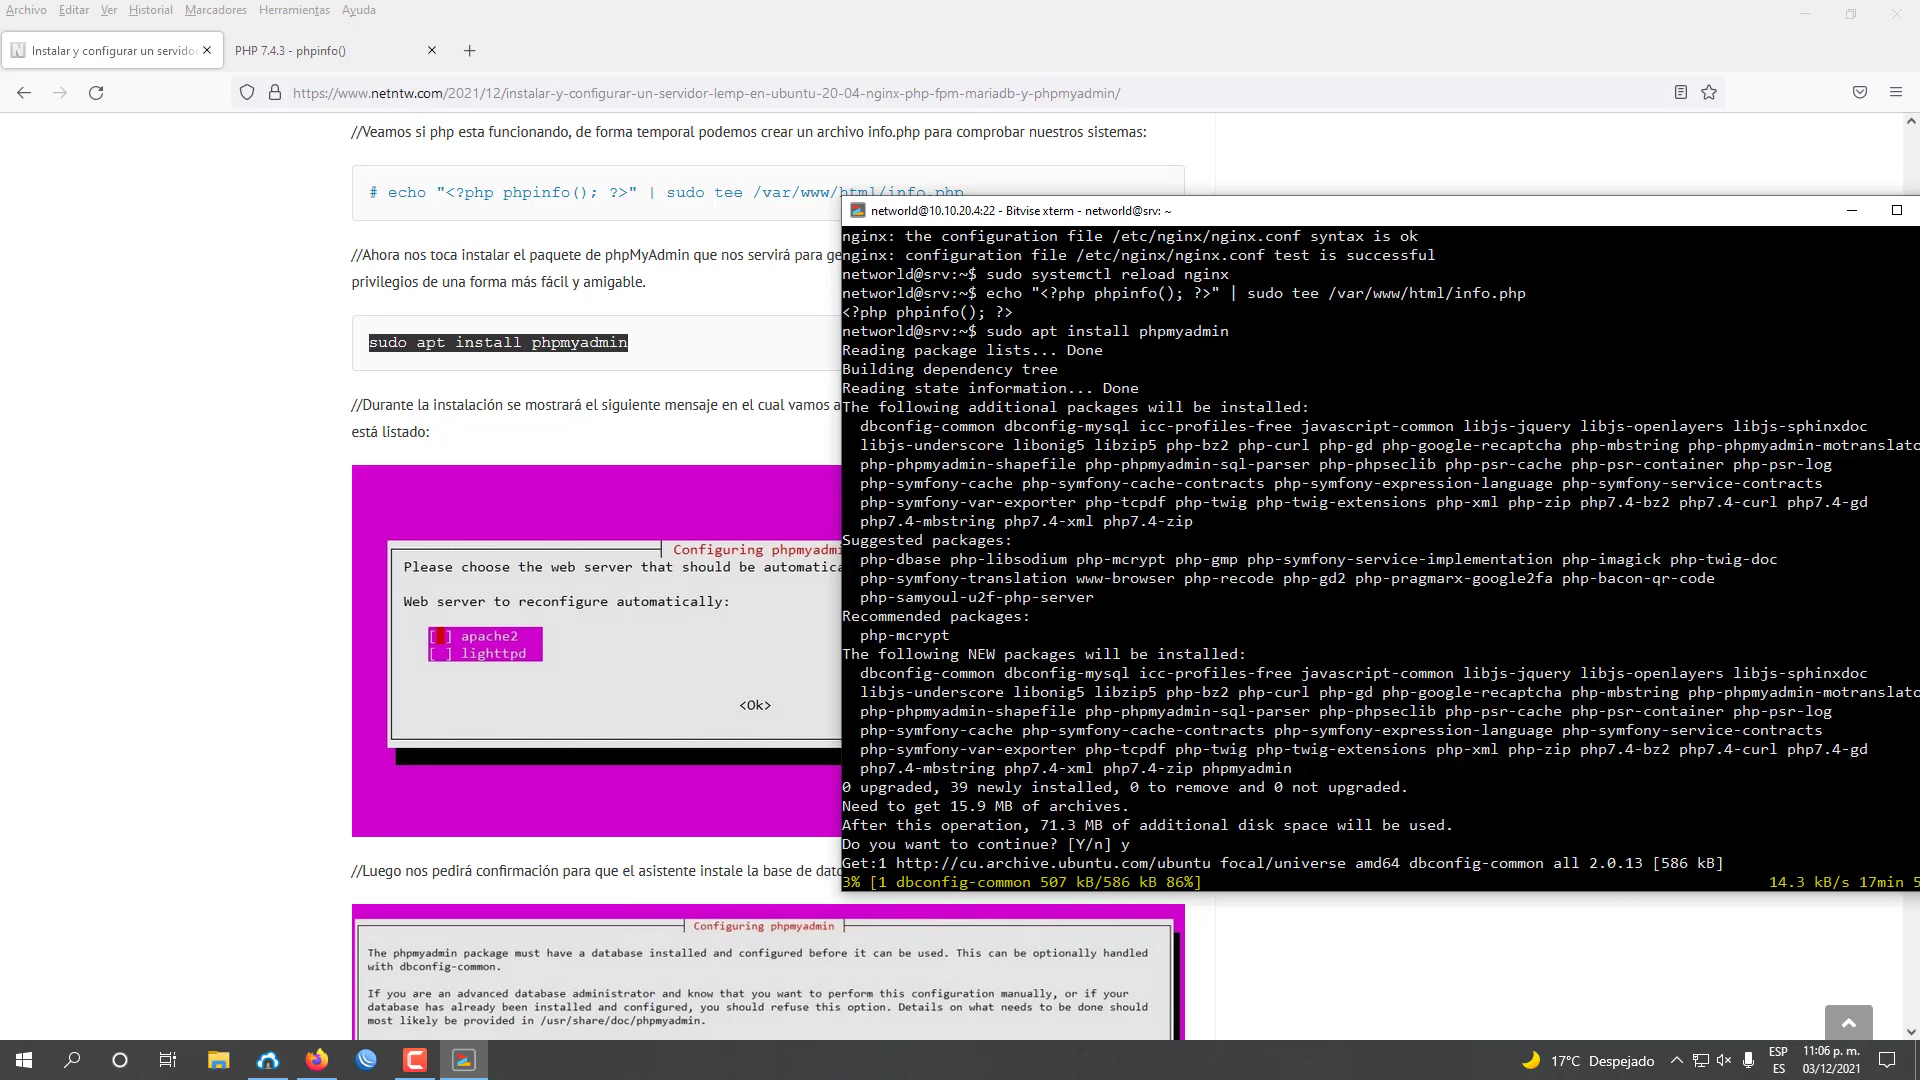 Archivo Editar Ver Historial Marcadores Herramientas Ayuda
Instalar y configurar un servido
PHP 7.4.3 - phpinfo()
https://www.netntw.com/2021/12/instalar-y-configurar-un-servidor-lemp-en-ubuntu-20-04-nginx-php-fpm-mariadb-y-phpmyadmin/
//Veamos si php esta funcionando, de forma temporal podemos crear un archivo info.php para comprobar nuestros sistemas:
# echo "<?php phpinfo(); ?>" | sudo tee /var/www/html/info.php
//Ahora nos toca instalar el paquete de phpMyAdmin que nos servirá para ge
privilegios de una forma más fácil y amigable.
sudo apt install phpmyadmin
//Durante la instalación se mostrará el siguiente mensaje en el cual vamos a
está listado:
Configuring phpmyadmi
Please choose the web server that should be automatica
Web server to reconfigure automatically:
[ ] apache2
[ ] lighttpd
<Ok>
//Luego nos pedirá confirmación para que el asistente instale la base de dato
Configuring phpmyadmin
The phpmyadmin package must have a database installed and configured before it can be used. This can be optionally handled
with dbconfig-common.
If you are an advanced database administrator and know that you want to perform this configuration manually, or if your
database has already been installed and configured, you should refuse this option. Details on what needs to be done should
most likely be provided in /usr/share/doc/phpmyadmin.
networld@10.10.20.4:22 - Bitvise xterm - networld@srv: ~
nginx: the configuration file /etc/nginx/nginx.conf syntax is ok
nginx: configuration file /etc/nginx/nginx.conf test is successful
networld@srv:~$ sudo systemctl reload nginx
networld@srv:~$ echo "<?php phpinfo(); ?>" | sudo tee /var/www/html/info.php
<?php phpinfo(); ?>
networld@srv:~$ sudo apt install phpmyadmin
Reading package lists... Done
Building dependency tree
Reading state information... Done
The following additional packages will be installed:
dbconfig-common dbconfig-mysql icc-profiles-free javascript-common libjs-jquery libjs-openlayers libjs-sphinxdoc
libjs-underscore libonig5 libzip5 php-bz2 php-curl php-gd php-google-recaptcha php-mbstring php-phpmyadmin-motranslato
php-phpmyadmin-shapefile php-phpmyadmin-sql-parser php-phpseclib php-psr-cache php-psr-container php-psr-log
php-symfony-cache php-symfony-cache-contracts php-symfony-expression-language php-symfony-service-contracts
php-symfony-var-exporter php-tcpdf php-twig php-twig-extensions php-xml php-zip php7.4-bz2 php7.4-curl php7.4-gd
php7.4-mbstring php7.4-xml php7.4-zip
Suggested packages:
php-dbase php-libsodium php-mcrypt php-gmp php-symfony-service-implementation php-imagick php-twig-doc
php-symfony-translation www-browser php-recode php-gd2 php-pragmarx-google2fa php-bacon-qr-code
php-samyoul-u2f-php-server
Recommended packages:
php-mcrypt
The following NEW packages will be installed:
dbconfig-common dbconfig-mysql icc-profiles-free javascript-common libjs-jquery libjs-openlayers libjs-sphinxdoc
libjs-underscore libonig5 libzip5 php-bz2 php-curl php-gd php-google-recaptcha php-mbstring php-phpmyadmin-motranslato
php-phpmyadmin-shapefile php-phpmyadmin-sql-parser php-phpseclib php-psr-cache php-psr-container php-psr-log
php-symfony-cache php-symfony-cache-contracts php-symfony-expression-language php-symfony-service-contracts
php-symfony-var-exporter php-tcpdf php-twig php-twig-extensions php-xml php-zip php7.4-bz2 php7.4-curl php7.4-gd
php7.4-mbstring php7.4-xml php7.4-zip phpmyadmin
0 upgraded, 39 newly installed, 0 to remove and 0 not upgraded.
Need to get 15.9 MB of archives.
After this operation, 71.3 MB of additional disk space will be used.
Do you want to continue? [Y/n] y
Get:1 http://cu.archive.ubuntu.com/ubuntu focal/universe amd64 dbconfig-common all 2.0.13 [586 kB]
3% [1 dbconfig-common 507 kB/586 kB 86%] 14.3 kB/s 17min 5
17°C Despejado
ESP
ES
11:06 p. m.
03/12/2021